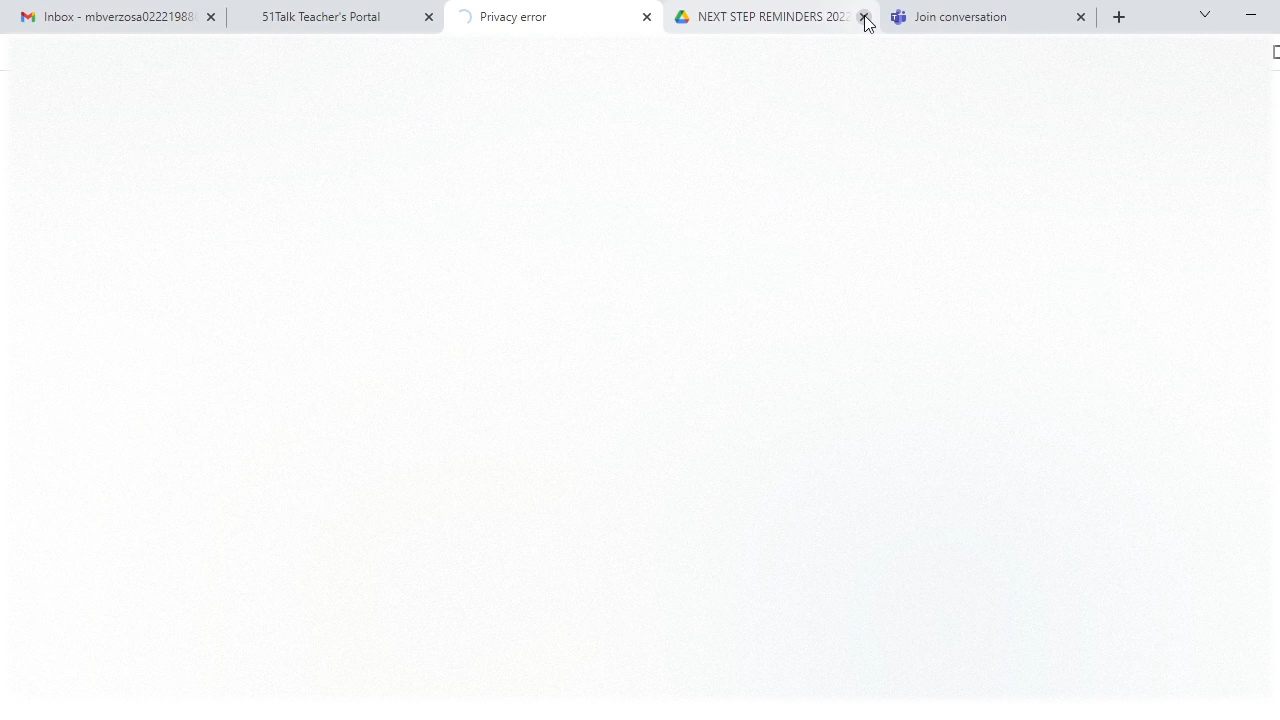 Inbox - mbverzosa02221988
51Talk Teacher's Portal
Privacy error
NEXT STEP REMINDERS 2022
Join conversation